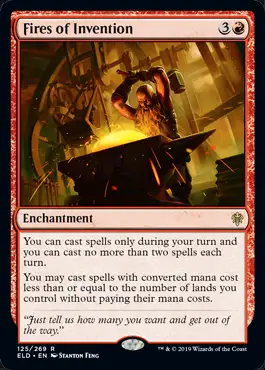 Fires of Invention 3
Enchantment
You can cast spells only during your turn and
you can cast no more than two spells each
turn.
You may cast spells with converted mana cost
less than or equal to the number of lands you
control without paying their mana costs.
"Just tell us how many you want and get out of
the way."
125/269 R
ELD • EN STANTON FENG ™ & © 2019 Wizards of the Coast